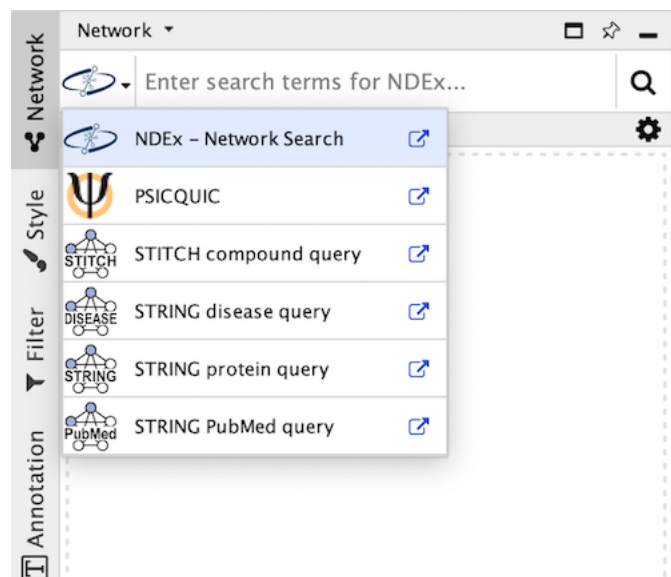 Network
Enter search terms for NDEx...
NDEx – Network Search
PSICQUIC
STITCH
STITCH compound query
DISEASE
STRING disease query
STRING
STRING protein query
PubMed
STRING PubMed query
Network
Style
Filter
Annotation